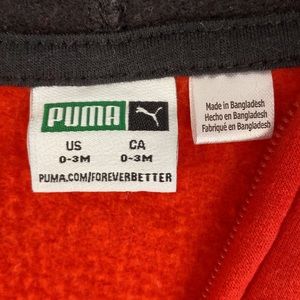 PUMA
US CA
0-3M 0-3M
PUMA.COM/FOREVERBETTER
Made in Bangladesh
Hecho en Bangladesh
Fabriqué en Bangladesh